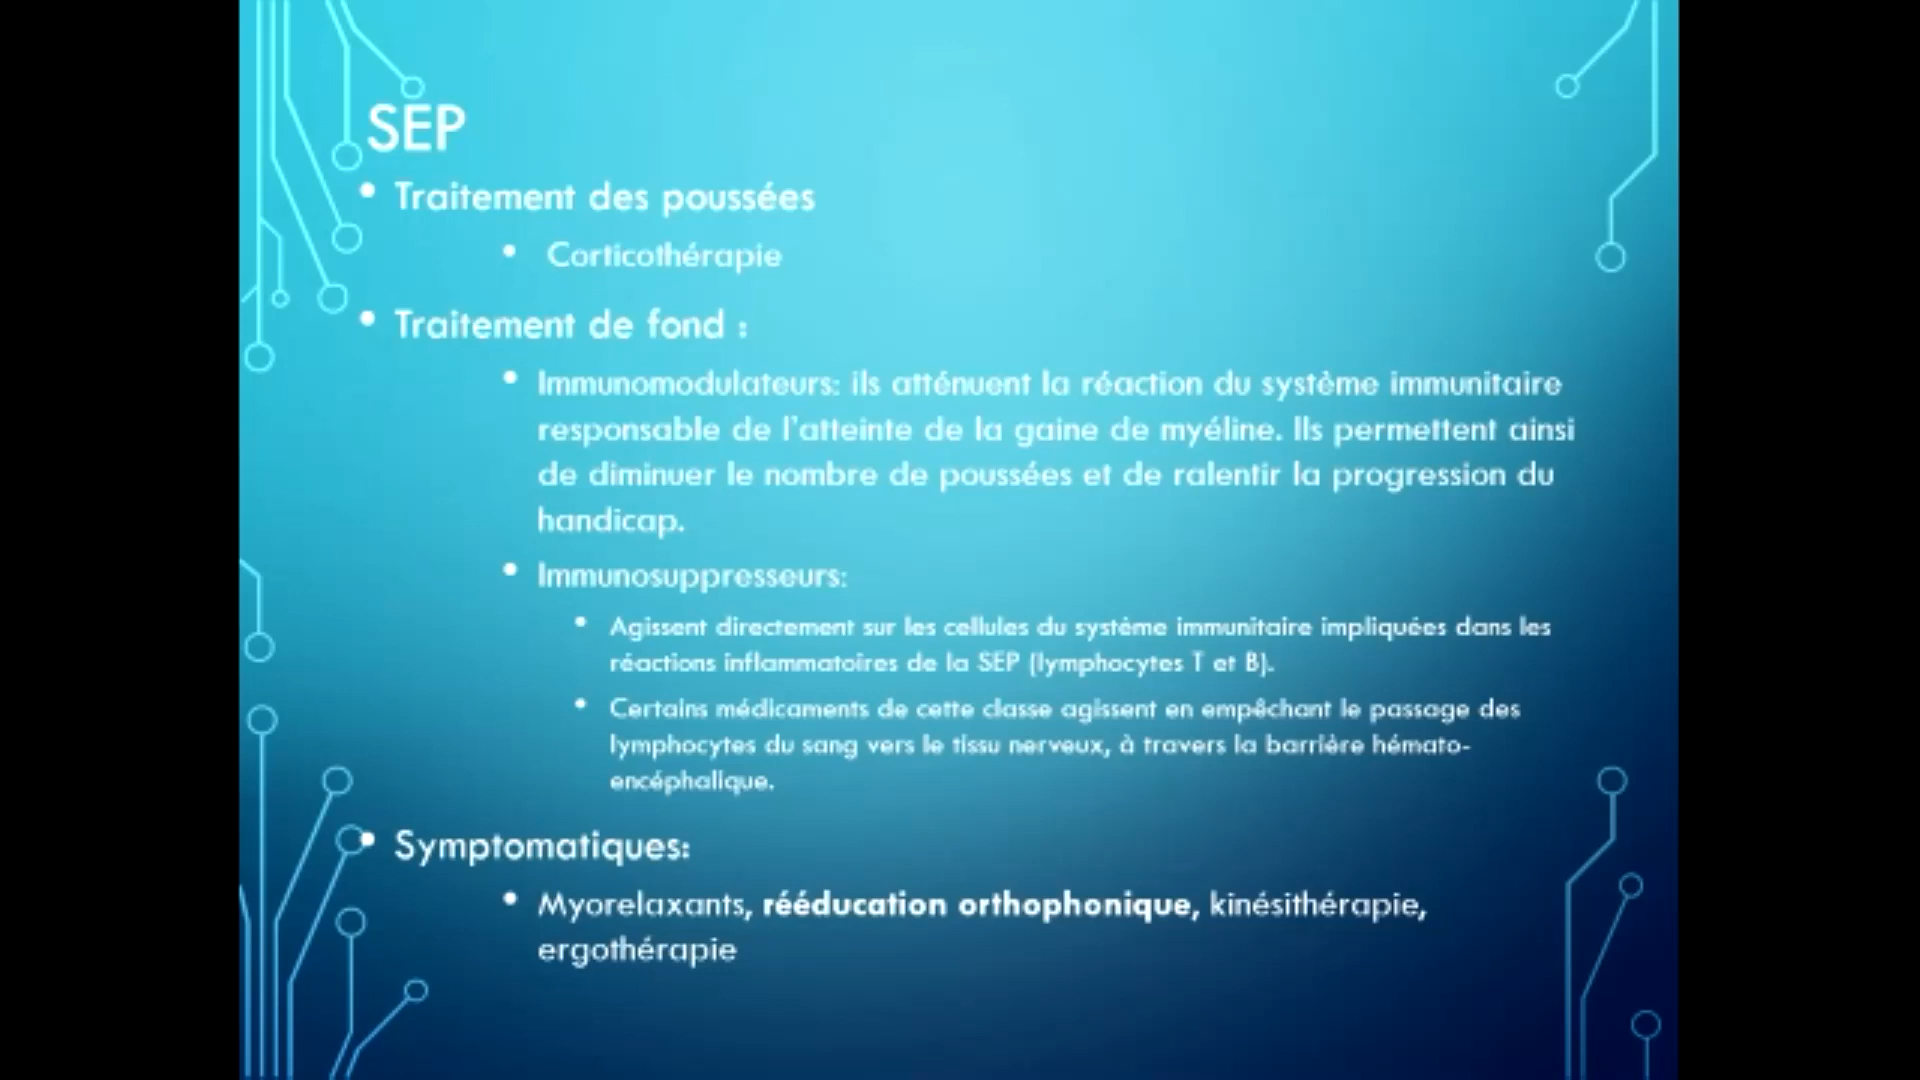 SEP
• Traitement des poussées
• Corticothérapie
• Traitement de fond :
• Immunomodulateurs: ils atténuent la réaction du système immunitaire
responsable de l'atteinte de la gaine de myéline. Ils permettent ainsi
de diminuer le nombre de poussées et de ralentir la progression du
handicap.
• Immunosuppresseurs:
• Agissent directement sur les cellules du système immunitaire impliquées dans les
réactions inflammatoires de la SEP (lymphocytes T et B).
• Certains médicaments de cette classe agissent en empêchant le passage des
lymphocytes du sang vers le tissu nerveux, à travers la barrière hémato-
encéphalique.
• Symptomatiques:
• Myorelaxants, rééducation orthophonique, kinésithérapie,
ergothérapie